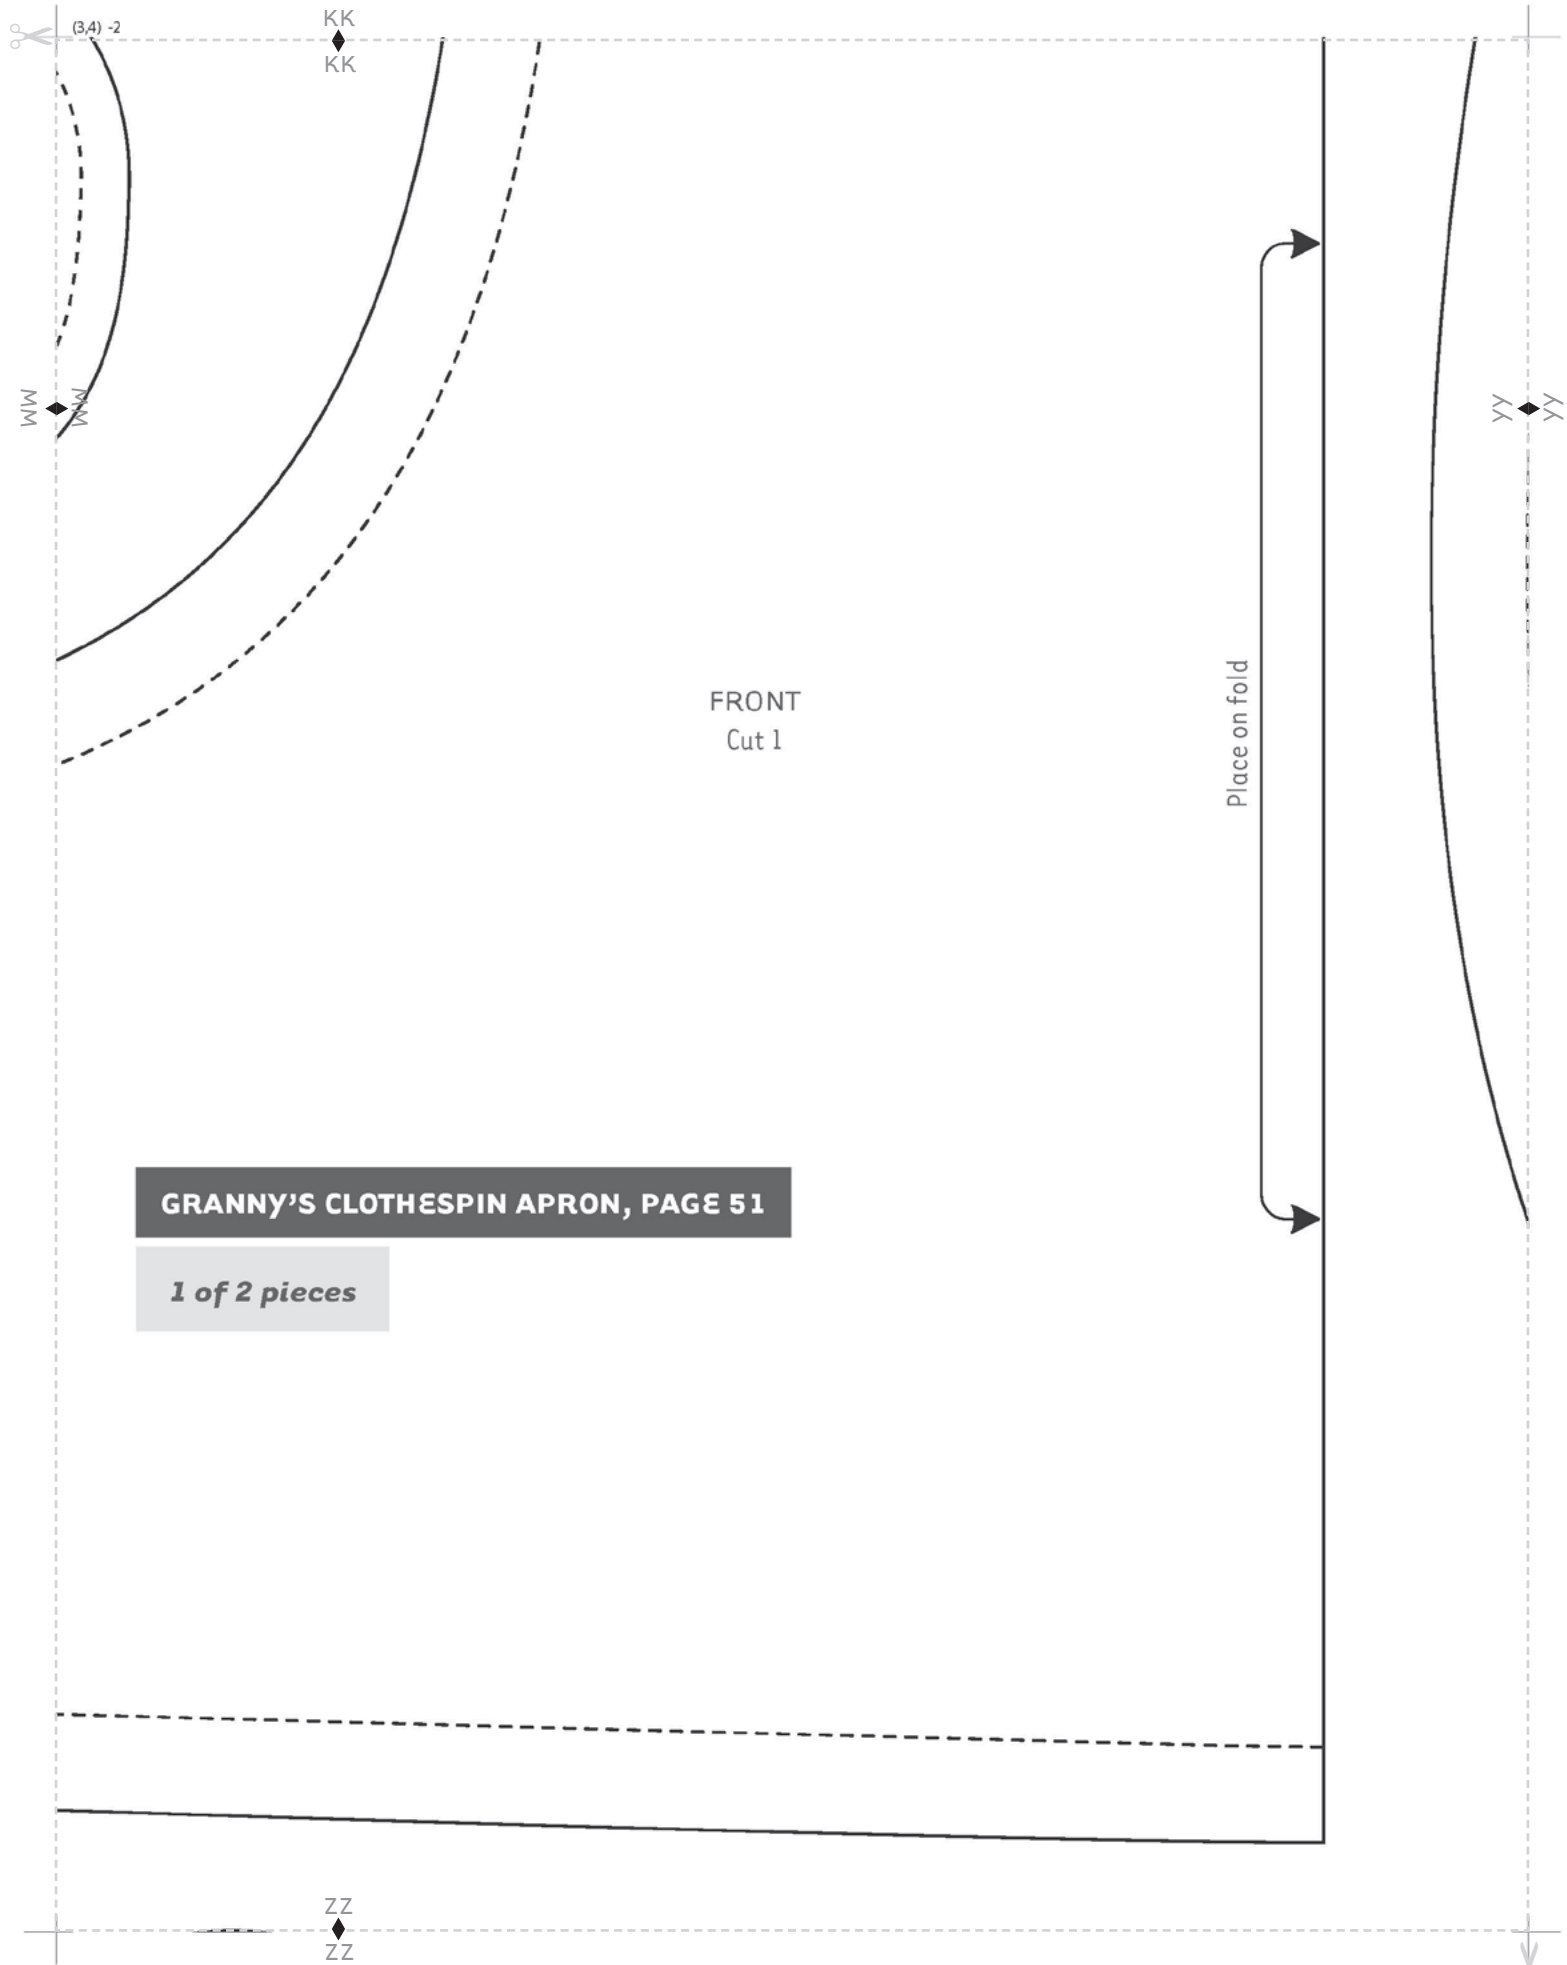 (3,4) -2
KK
KK
WW
WW
YY
YY
Place on fold
FRONT
Cut 1
GRANNY'S CLOTHESPIN APRON, PAGE 51
1 of 2 pieces
ZZ
ZZ